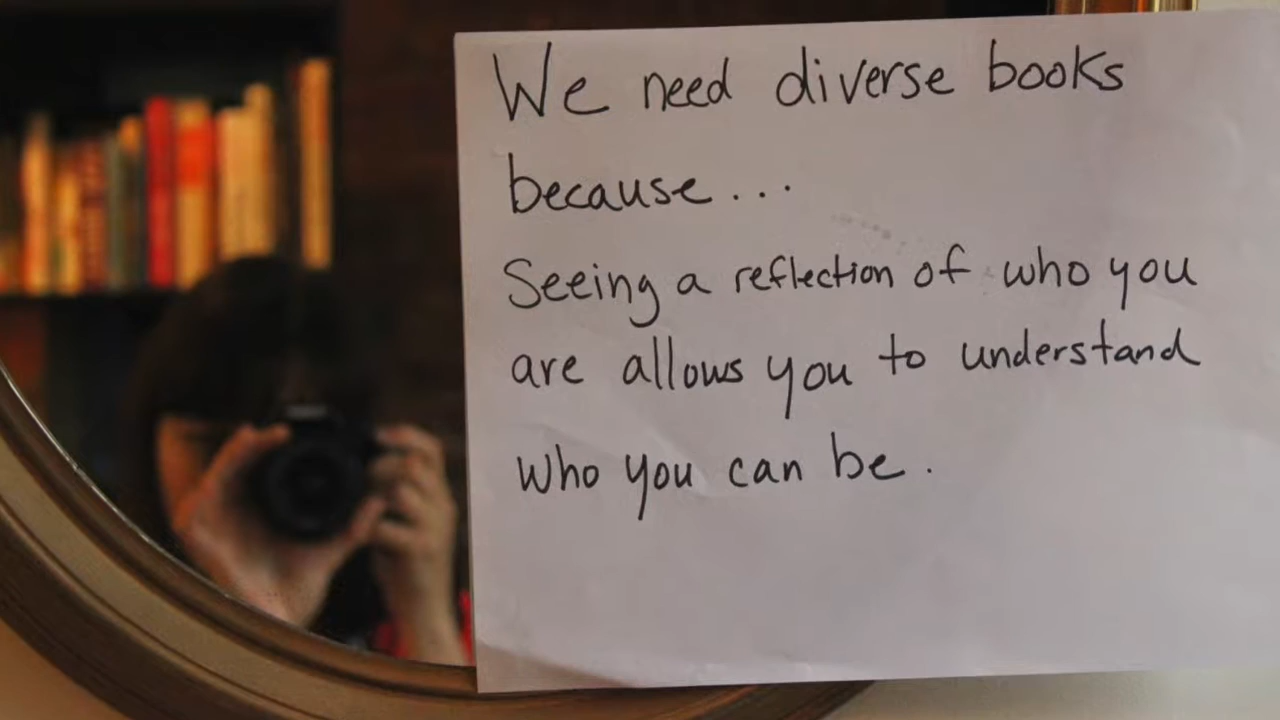 We need diverse books
because...
Seeing a reflection of who you
are allows you to understand
who you can be.